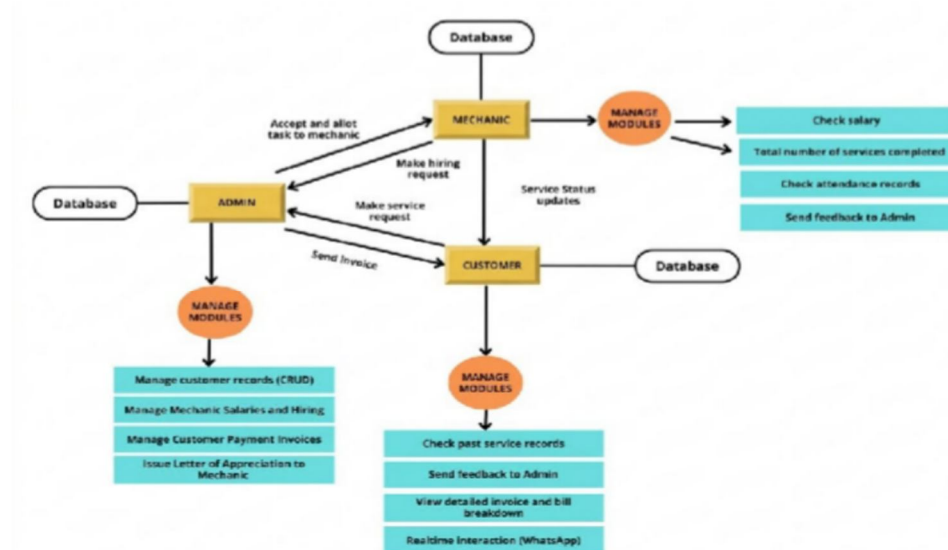 Database
MECHANIC
MANAGE
MODULES
Check salary
Total number of services completed
Check attendance records
Send feedback to Admin
Accept and allot
task to mechanic
Make hiring
request
Service Status
updates
Database
ADMIN
Make service
request
Send Invoice
CUSTOMER
Database
MANAGE
MODULES
Manage customer records (CRUD)
Manage Mechanic Salaries and Hiring
Manage Customer Payment Invoices
Issue Letter of Appreciation to
Mechanic
MANAGE
MODULES
Check past service records
Send feedback to Admin
View detailed invoice and bill
breakdown
Realtime interaction (WhatsApp)